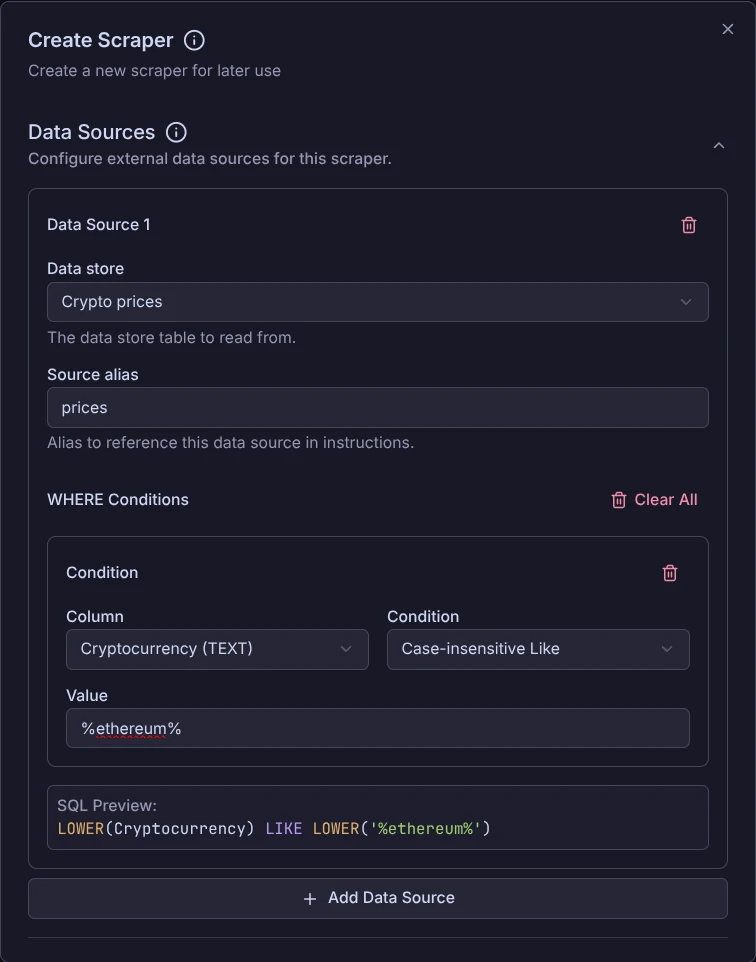 Create Scraper
Create a new scraper for later use
Data Sources
Configure external data sources for this scraper.
Data Source 1
Data store
Crypto prices
The data store table to read from.
Source alias
prices
Alias to reference this data source in instructions.
WHERE Conditions Clear All
Condition
Column Condition
Cryptocurrency (TEXT) Case-insensitive Like
Value
%ethereum%
SQL Preview:
LOWER(Cryptocurrency) LIKE LOWER('%ethereum%')
+ Add Data Source